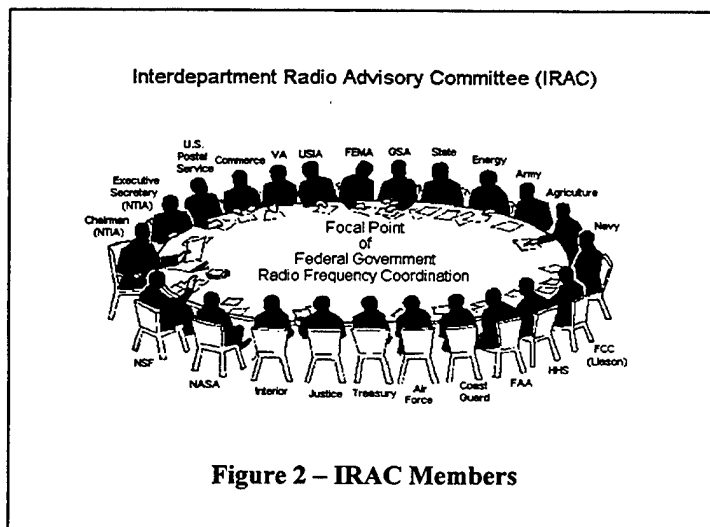 Interdepartment Radio Advisory Committee (IRAC)
Chairman
(NTIA)
Executive
Secretary
(NTIA)
U.S.
Postal
Service
Commerce
VA
USIA
FEMA
GSA
State
Energy
Army
Agriculture
Navy
Focal Point
of
Federal Government
Radio Frequency Coordination
NSF
NASA
Interior
Justice
Treasury
Air
Force
Coast
Guard
FAA
HHS
FCC
(Liason)
Figure 2 – IRAC Members